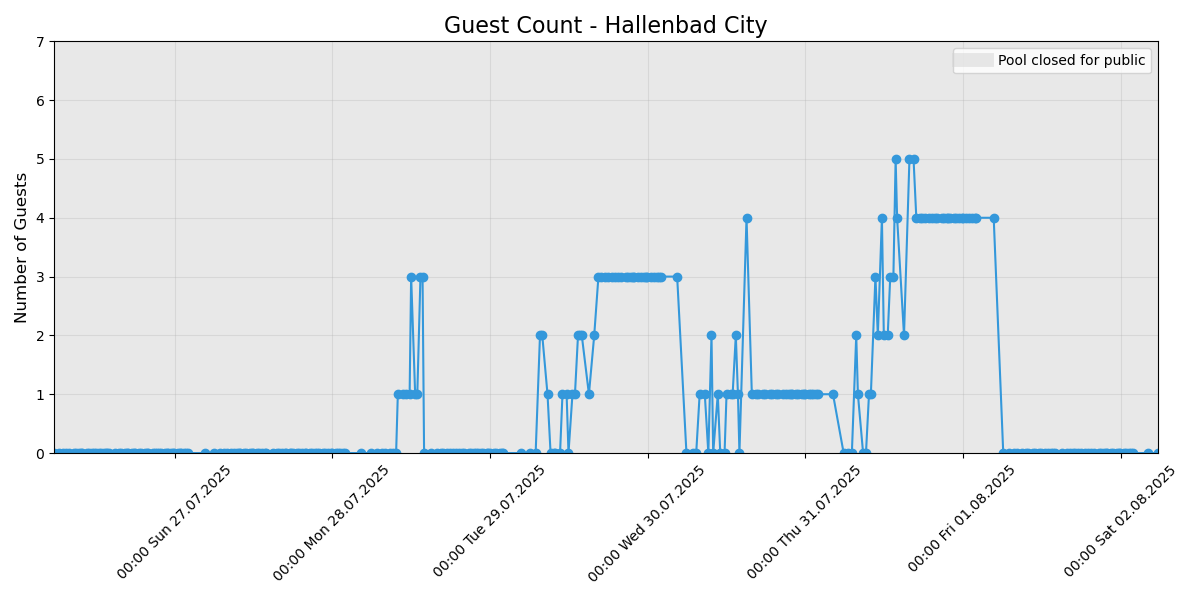 Guest Count - Hallenbad City
Pool closed for public
Number of Guests
7
6
5
4
3
2
1
0
00:00 Sun 27.07.2025
00:00 Mon 28.07.2025
00:00 Tue 29.07.2025
00:00 Wed 30.07.2025
00:00 Thu 31.07.2025
00:00 Fri 01.08.2025
00:00 Sat 02.08.2025